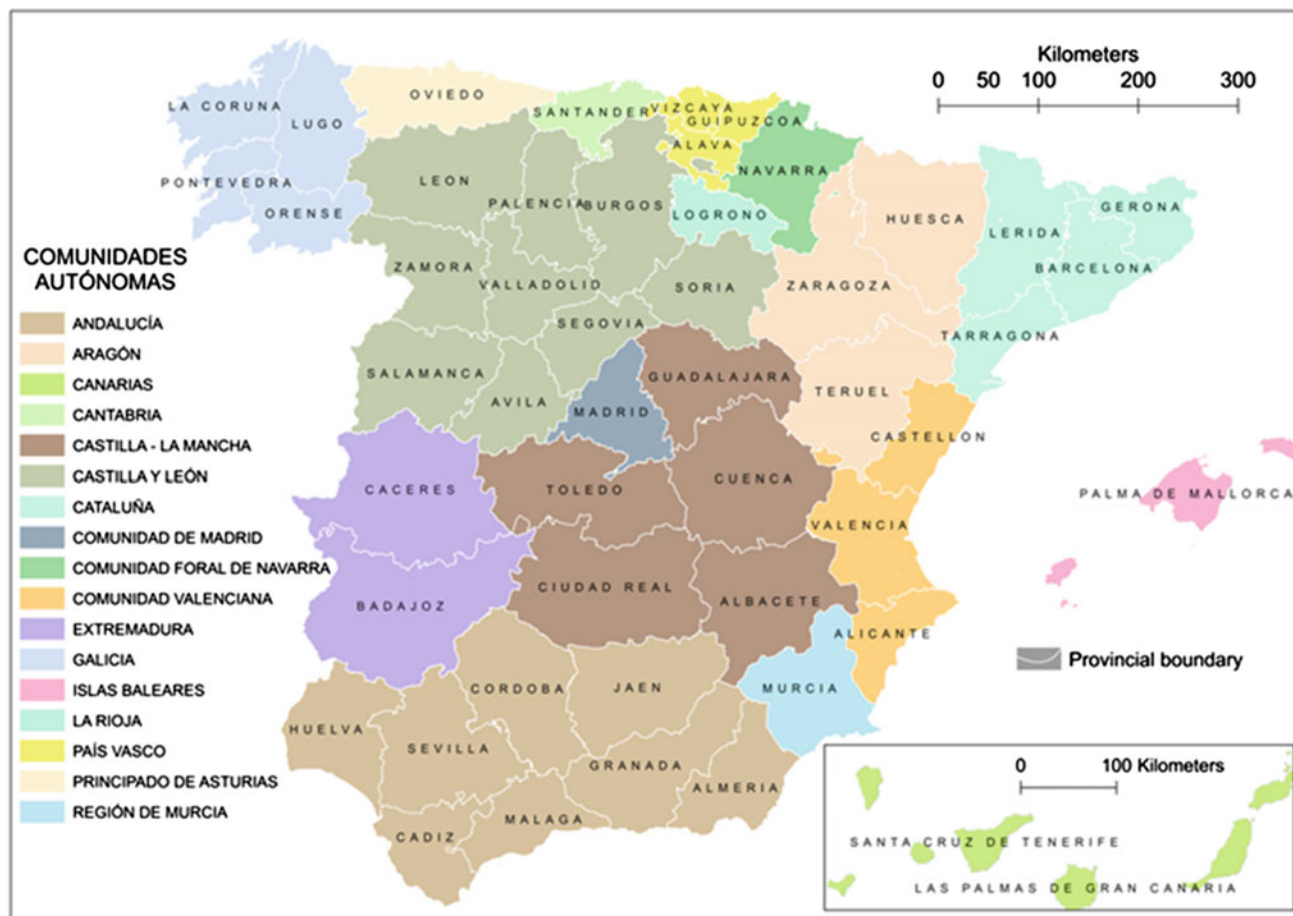 Kilometers
0 50 100 200 300
OVIEDO
SANTANDER
VIZCAYA
GUIPUZCOA
LA CORUNA
LUGO
ALAVA
NAVARRA
PONTEVEDRA
ORENSE
LEON
PALENCIA
BURGOS
LOGRONO
HUESCA
LERIDA
GERONA
BARCELONA
ZAMORA
VALLADOLID
SORIA
ZARAGOZA
SEGOVIA
TARRAGONA
SALAMANCA
AVILA
MADRID
GUADALAJARA
TERUEL
CASTELLON
CACERES
TOLEDO
CUENCA
VALENCIA
PALMA DE MALLORCA
BADAJOZ
CIUDAD REAL
ALBACETE
ALICANTE
HUELVA
SEVILLA
CORDOBA
JAEN
MURCIA
GRANADA
ALMERIA
CADIZ
MALAGA
COMUNIDADES
AUTÓNOMAS
ANDALUCÍA
ARAGÓN
CANARIAS
CANTABRIA
CASTILLA - LA MANCHA
CASTILLA Y LEÓN
CATALUÑA
COMUNIDAD DE MADRID
COMUNIDAD FORAL DE NAVARRA
COMUNIDAD VALENCIANA
EXTREMADURA
GALICIA
ISLAS BALEARES
LA RIOJA
PAÍS VASCO
PRINCIPADO DE ASTURIAS
REGIÓN DE MURCIA
Provincial boundary
0 100 Kilometers
SANTA CRUZ DE TENERIFE
LAS PALMAS DE GRAN CANARIA